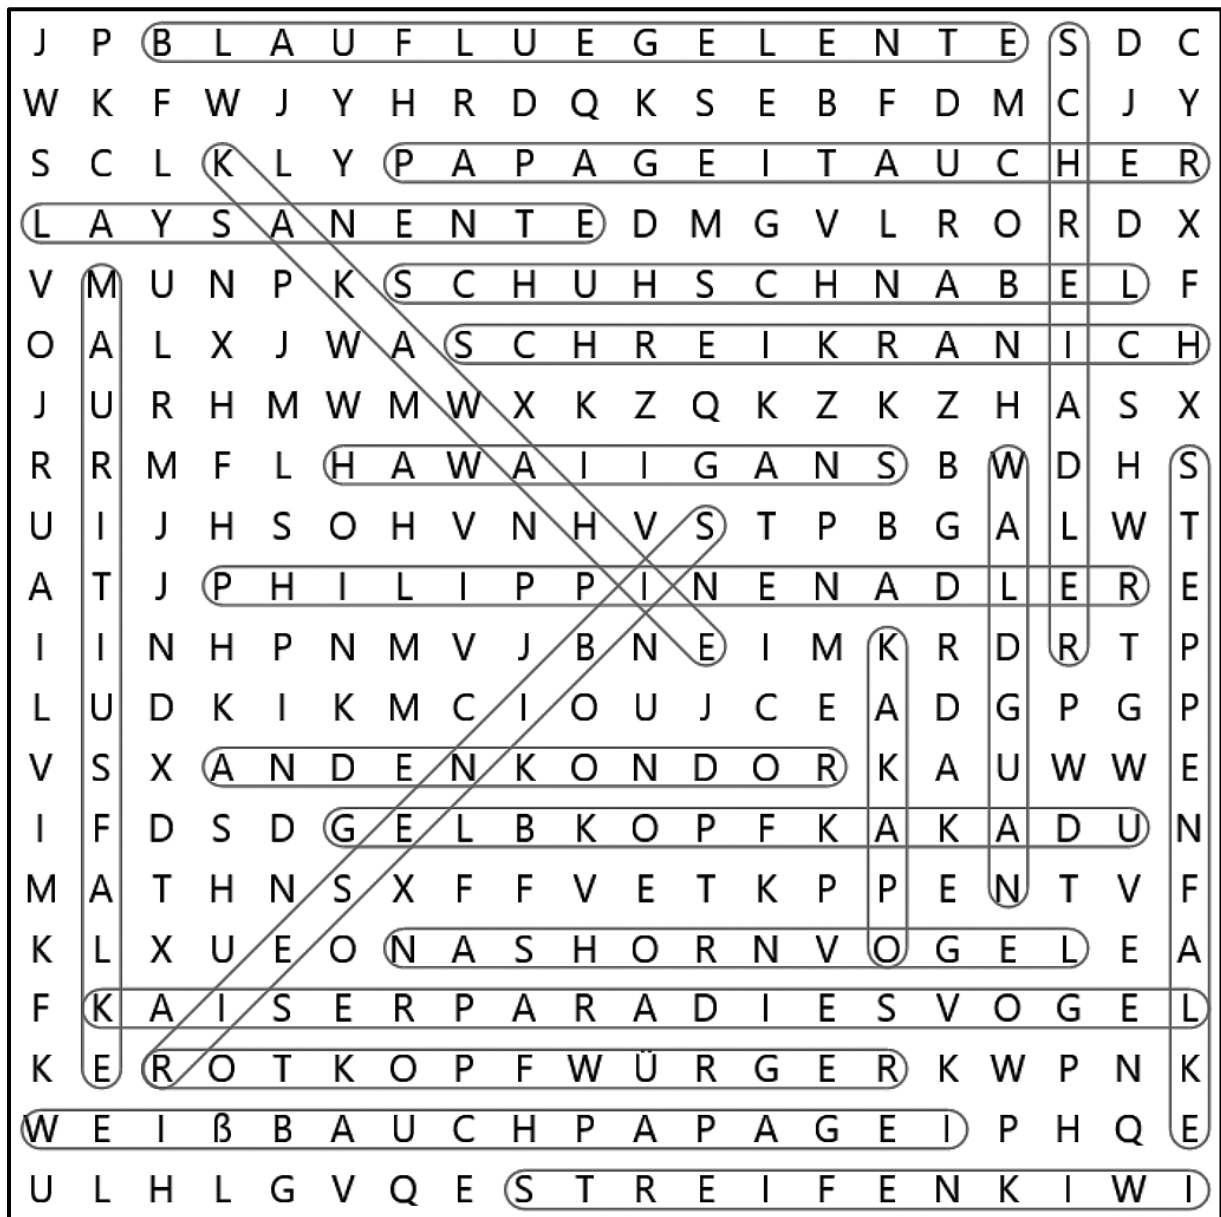 J P B L A U F L U E G E L E N T E S D C
W K F W J Y H R D Q K S E B F D M C J Y
S C L K L Y P A P A G E I T A U C H E R
L A Y S A N E N T E D M G V L R O R D X
V M U N P K S C H U H S C H N A B E L F
O A L X J W A S C H R E I K R A N I C H
J U R H M W M W X K Z Q K Z K Z H A S X
R R M F L H A W A I I G A N S B W D H S
U I J H S O H V N H V S T P B G A L W T
A T J P H I L I P P I N E N A D L E R E
I I N H P N M V J B N E I M K R D R T P
L U D K I K M C I O U J C E A D G P G P
V S X A N D E N K O N D O R K A U W W E
I F D S D G E L B K O P F K A K A D U N
M A T H N S X F F V E T K P P E N T V F
K L X U E O N A S H O R N V O G E L E A
F K A I S E R P A R A D I E S V O G E L
K E R O T K O P F W Ü R G E R K W P N K
W E I ß B A U C H P A P A G E I P H Q E
U L H L G V Q E S T R E I F E N K I W I